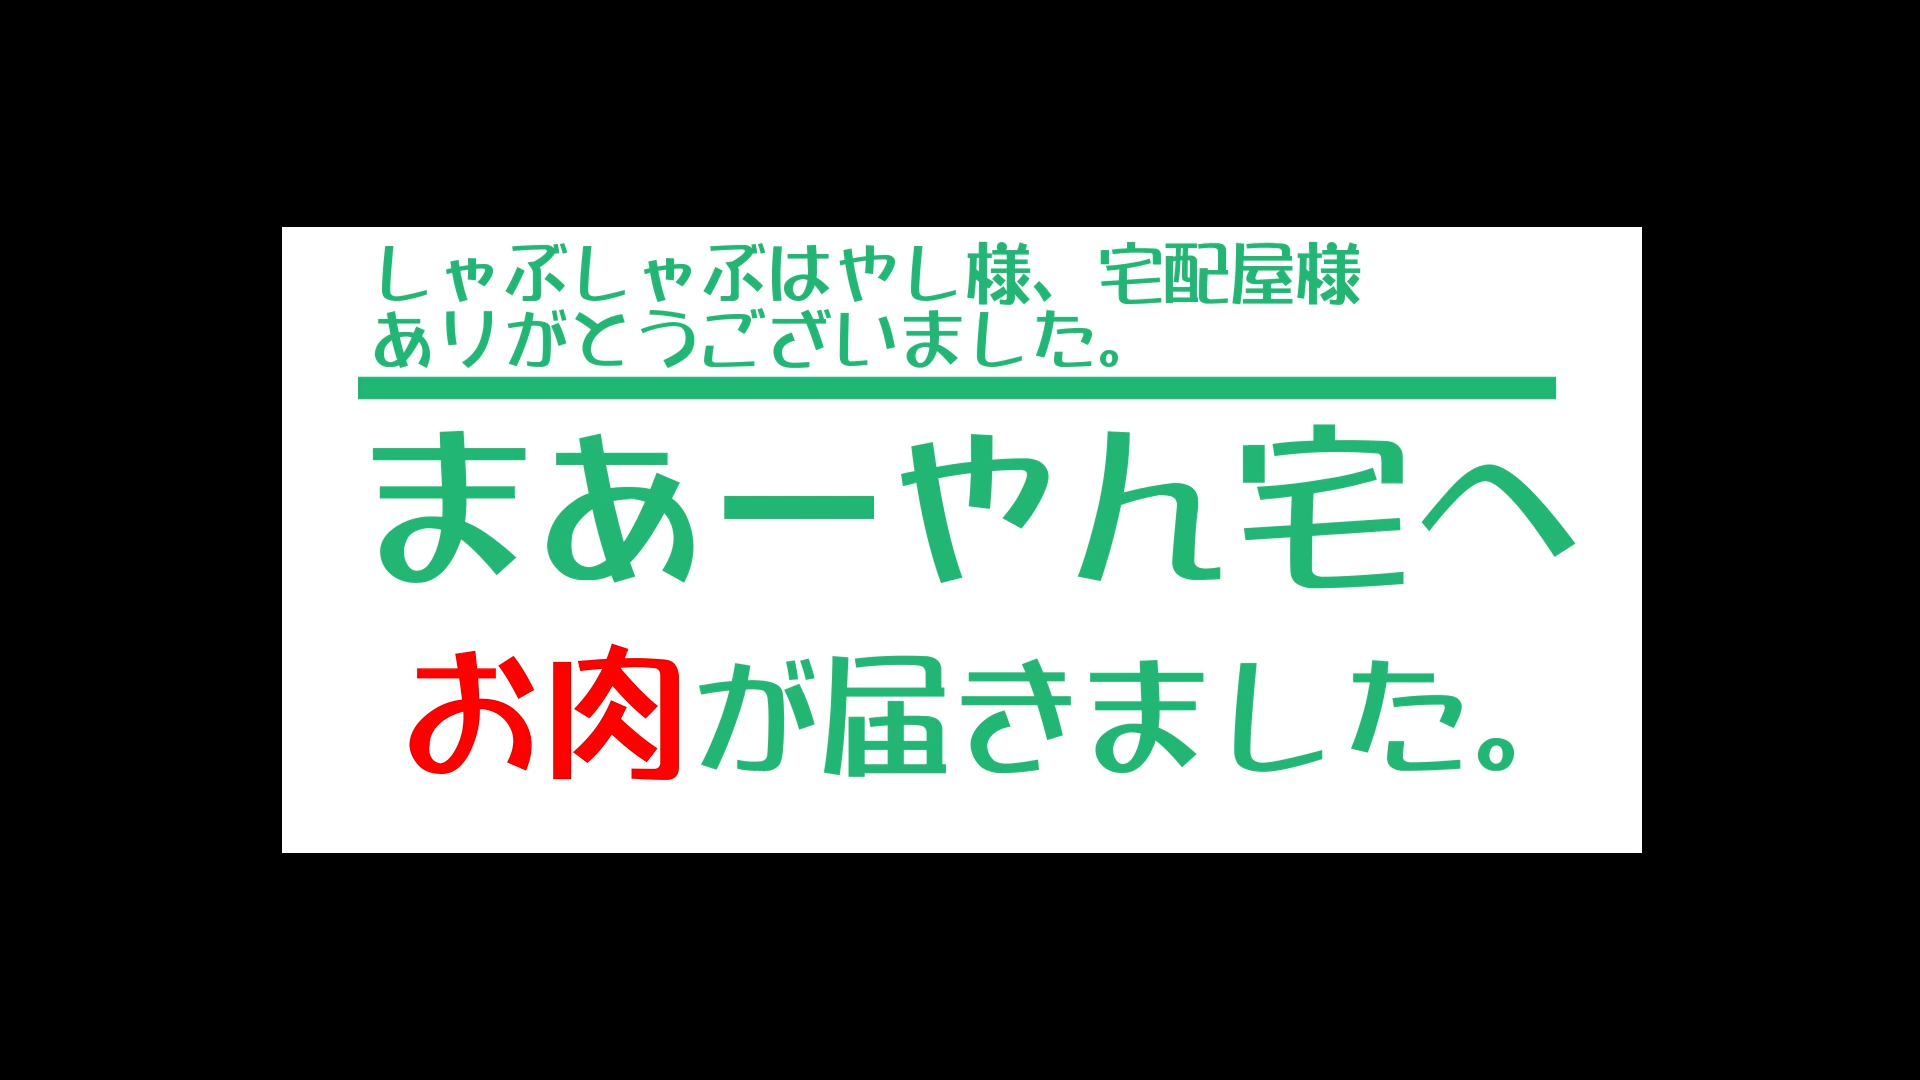 しゃぶしゃぶはやし様、宅配屋様
ありがとうございました。
まあーやん宅へ
お肉が届きました。